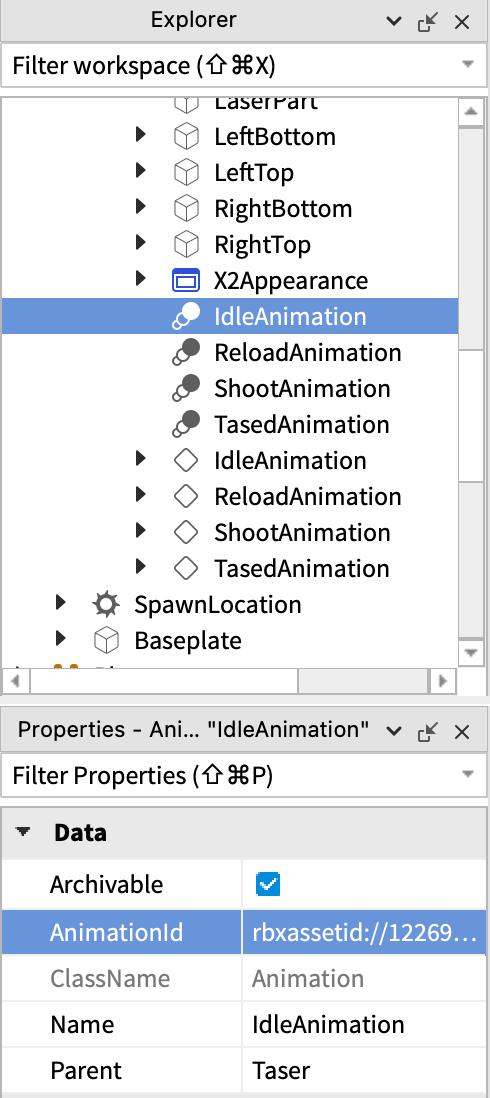 Explorer
Filter workspace (⇧⌘X)
LaserPart
LeftBottom
LeftTop
RightBottom
RightTop
X2Appearance
IdleAnimation
ReloadAnimation
ShootAnimation
TasedAnimation
IdleAnimation
ReloadAnimation
ShootAnimation
TasedAnimation
SpawnLocation
Baseplate
Properties - Ani... "IdleAnimation"
Filter Properties (⇧⌘P)
Data
Archivable
AnimationId rbxassetid://12269...
ClassName Animation
Name IdleAnimation
Parent Taser